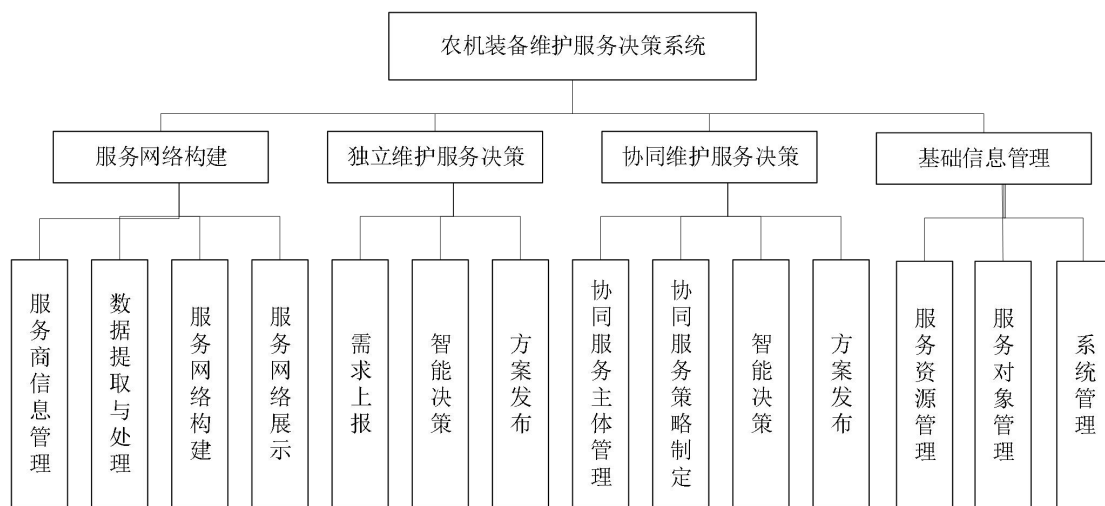 农机装备维护服务决策系统
服务网络构建
独立维护服务决策
协同维护服务决策
基础信息管理
服务商信息管理
数据提取与处理
服务网络构建
服务网络展示
需求上报
智能决策
方案发布
协同服务主体管理
协同服务策略制定
智能决策
方案发布
服务资源管理
服务对象管理
系统管理